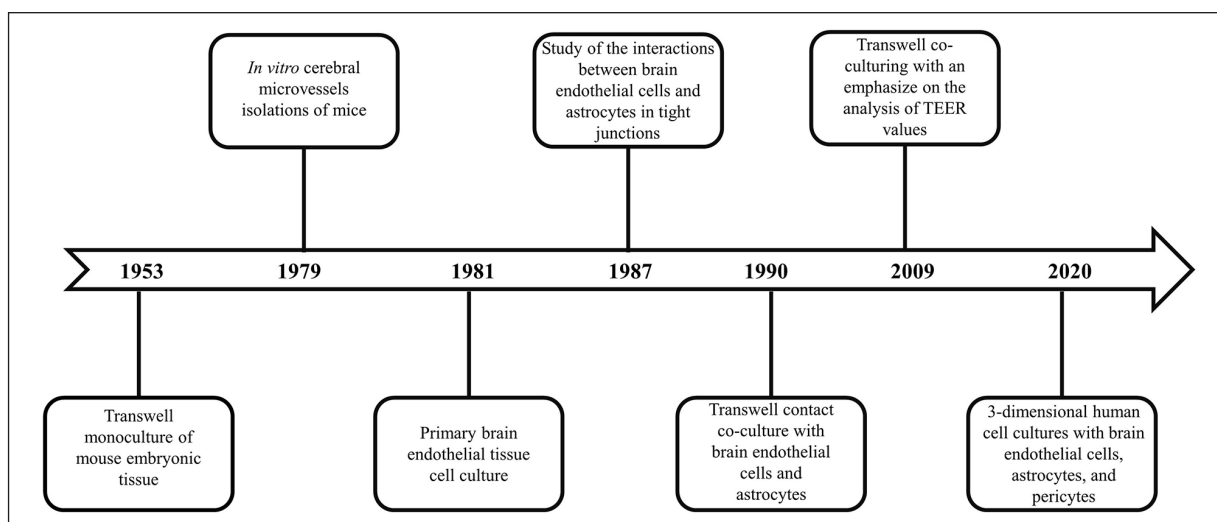 In vitro cerebral
microvessels
isolations of mice
Study of the interactions
between brain
endothelial cells and
astrocytes in tight
junctions
Transwell co-
culturing with an
emphasize on the
analysis of TEER
values
1953 1979 1981 1987 1990 2009 2020
Transwell
monoculture of
mouse embryonic
tissue
Primary brain
endothelial tissue
cell culture
Transwell contact
co-culture with
brain endothelial
cells and
astrocytes
3-dimensional human
cell cultures with brain
endothelial cells,
astrocytes, and
pericytes